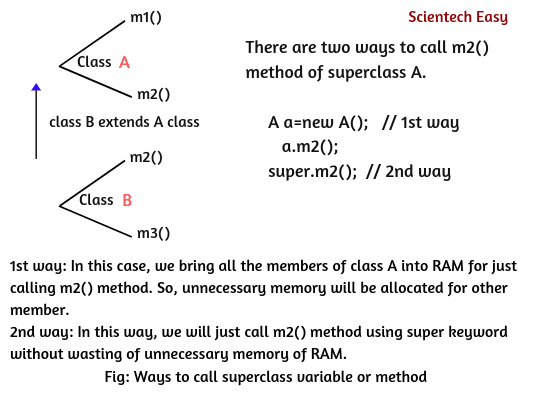 m1()
Scientech Easy
Class A
There are two ways to call m2()
method of superclass A.
m2()
class B extends A class
A a=new A(); // 1st way
a.m2();
super.m2(); // 2nd way
m2()
Class B
m3()
1st way: In this case, we bring all the members of class A into RAM for just
calling m2() method. So, unnecessary memory will be allocated for other
member.
2nd way: In this way, we will just call m2() method using super keyword
without wasting of unnecessary memory of RAM.
Fig: Ways to call superclass variable or method